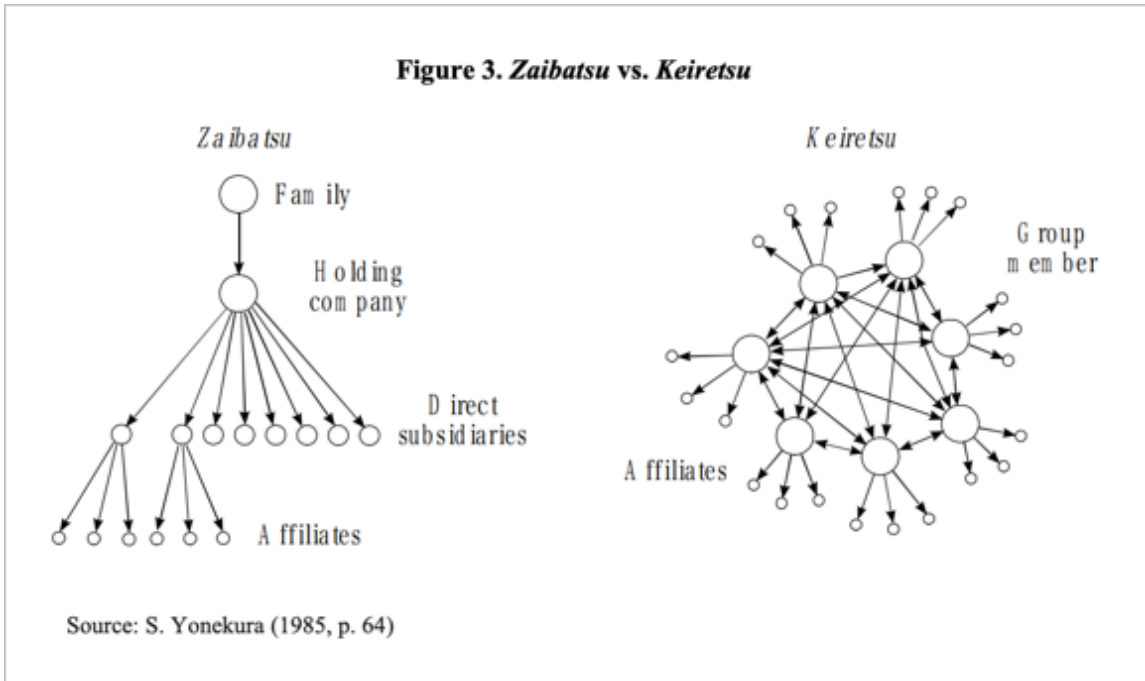 Figure 3. Zaibatsu vs. Keiretsu
Zaibatsu
Family
Holding
company
Direct
subsidiaries
Affiliates
Keiretsu
Group
member
Affiliates
Source: S. Yonekura (1985, p. 64)